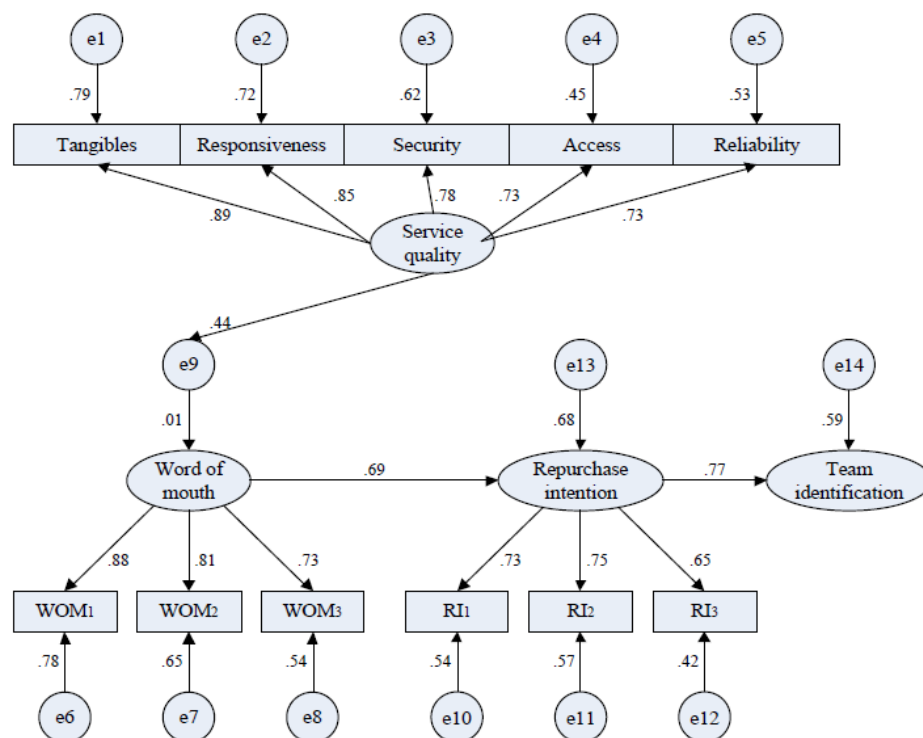 e1 e2 e3 e4 e5
.79 .72 .62 .45 .53
Tangibles Responsiveness Security Access Reliability
.89 .85 .78 .73 .73
Service
quality
.44
e9 e13 e14
.01 .68 .59
Word of
mouth
.69
Repurchase
intention
.77
Team
identification
.88 .81 .73 .73 .75 .65
WOM1 WOM2 WOM3 RI1 RI2 RI3
.78 .65 .54 .54 .57 .42
e6 e7 e8 e10 e11 e12